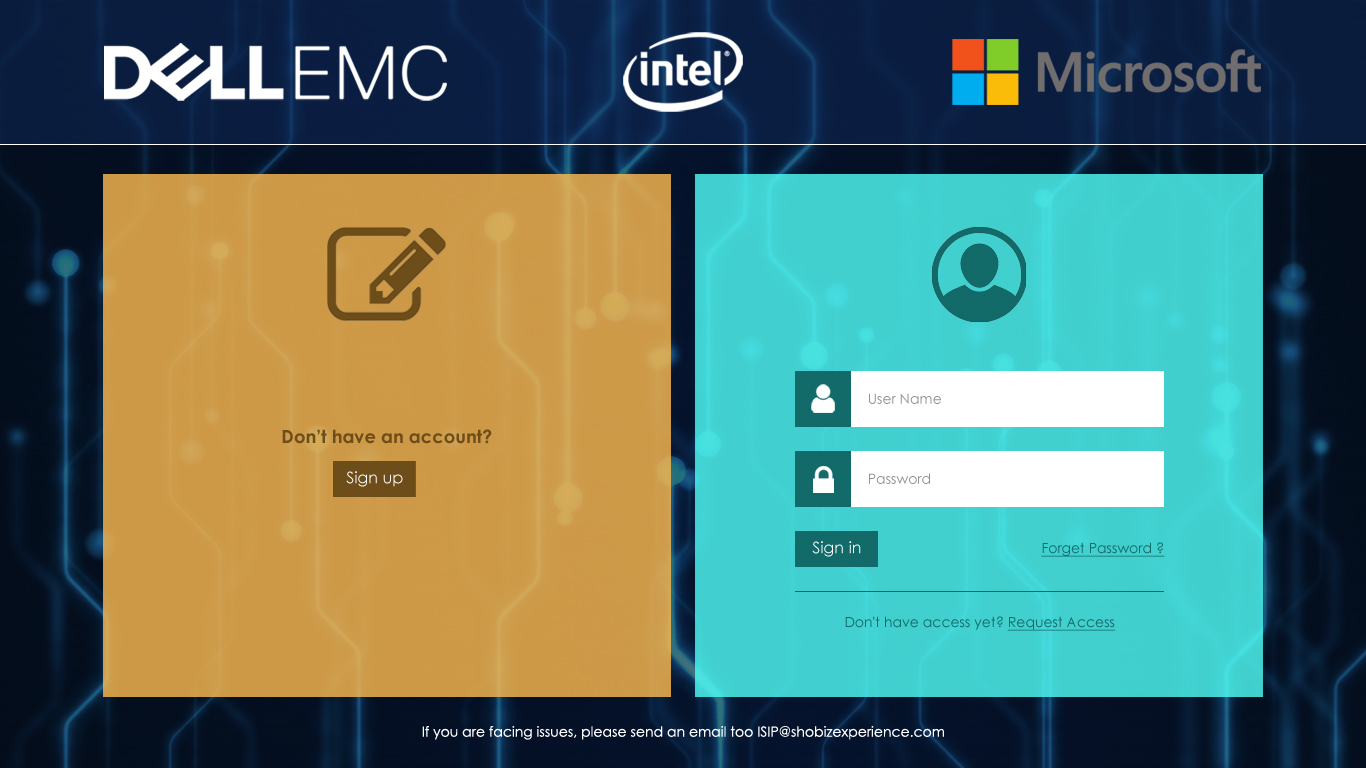 DELLEMC
intel
Microsoft
Don't have an account?
Sign up
User Name
Password
Sign in
Forget Password ?
Don't have access yet? Request Access
If you are facing issues, please send an email too ISIP@shobizexperience.com